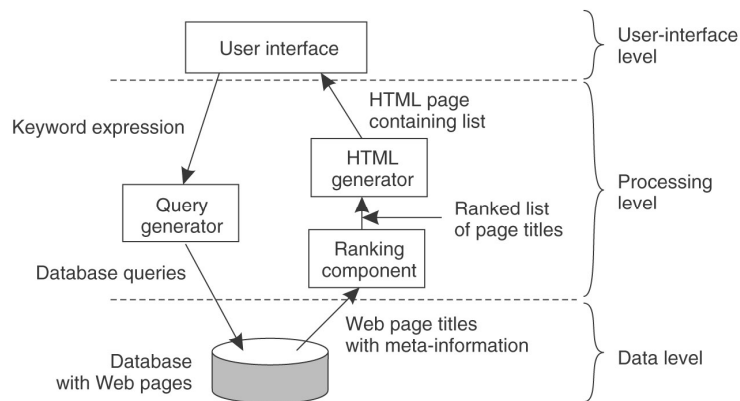 User interface
User-interface
level
Keyword expression
HTML page
containing list
HTML
generator
Query
generator
Ranked list
of page titles
Processing
level
Ranking
component
Database queries
Web page titles
with meta-information
Database
with Web pages
Data level